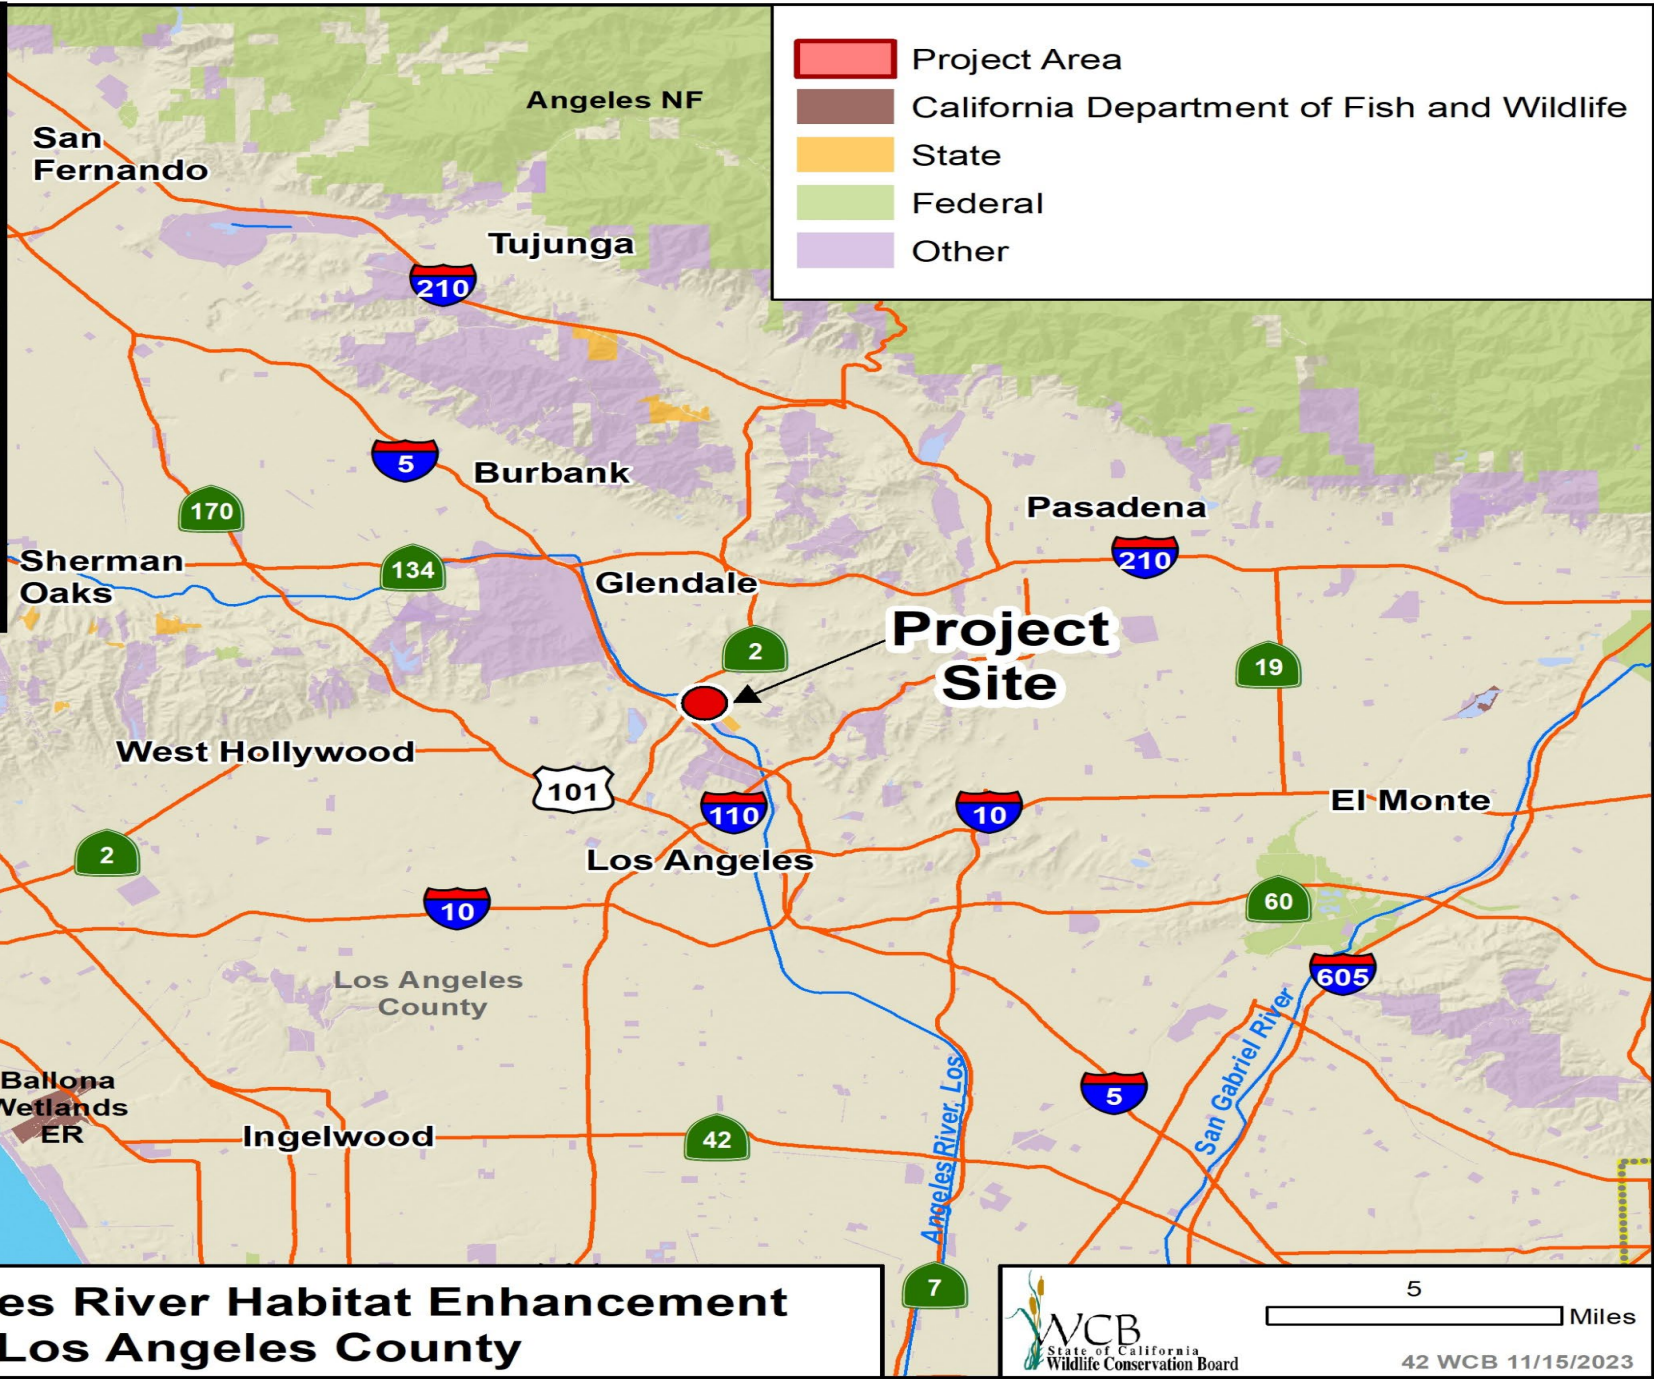 Project Area
California Department of Fish and Wildlife
State
Federal
Other
Angeles NF
San
Fernando
Tujunga
210
5
Burbank
170
Pasadena
210
Sherman
Oaks
134
Glendale
2
Project
Site
19
West Hollywood
101
110
10
El Monte
2
Los Angeles
10
60
605
Los Angeles
County
San Gabriel River
Ballona
Wetlands
ER
Ingelwood
42
5
Angeles River, Los
7
es River Habitat Enhancement
Los Angeles County
WCB
State of California
Wildlife Conservation Board
5
Miles
42 WCB 11/15/2023